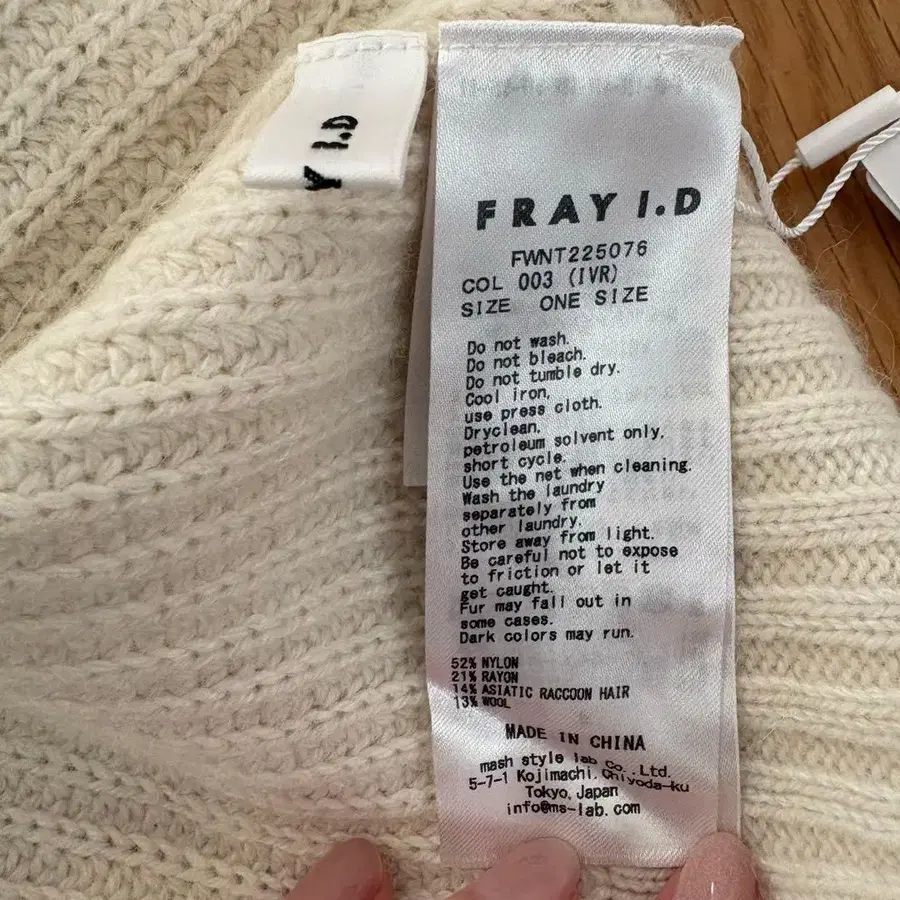 Y I.D
FRAY I.D
FWNT225076
COL 003 (IVR)
SIZE ONE SIZE
Do not wash.
Do not bleach.
Do not tumble dry.
Cool iron,
use press cloth.
Dryclean,
petroleum solvent only,
short cycle.
Use the net when cleaning.
Wash the laundry
separately from
other laundry,
Store away from light.
Be careful not to expose
to friction or let it
get caught.
Fur may fall out in
some cases.
Dark colors may run.
52% NYLON
21% RAYON
14% ASIATIC RACCOON HAIR
13% WOOL
MADE IN CHINA
mash style lab Co.,Ltd.
5-7-1 Kojimachi, Chiyoda-ku
Tokyo, Japan
info@ms-lab.com